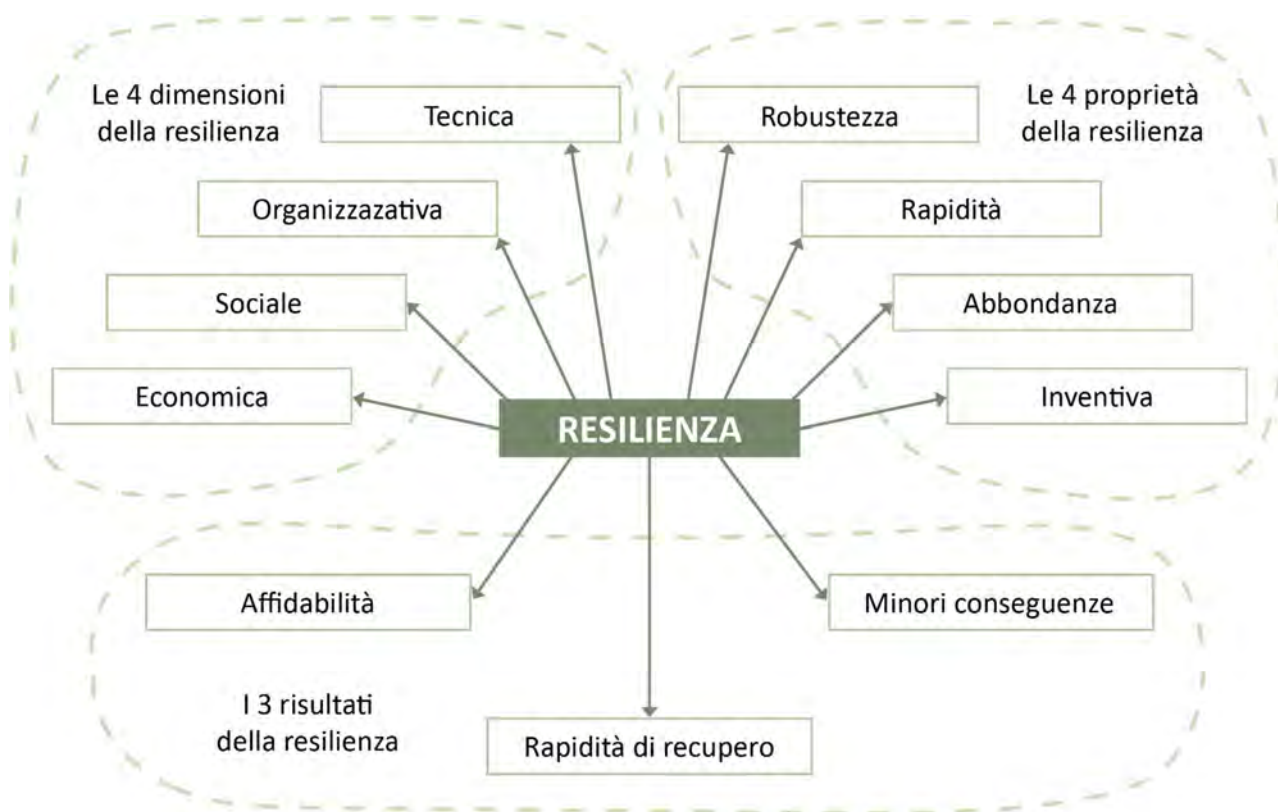 Le 4 dimensioni
della resilienza
Tecnica
Organizzazativa
Sociale
Economica
Robustezza
Le 4 proprietà
della resilienza
Rapidità
Abbondanza
Inventiva
RESILIENZA
Affidabilità
Minori conseguenze
I 3 risultati
della resilienza
Rapidità di recupero